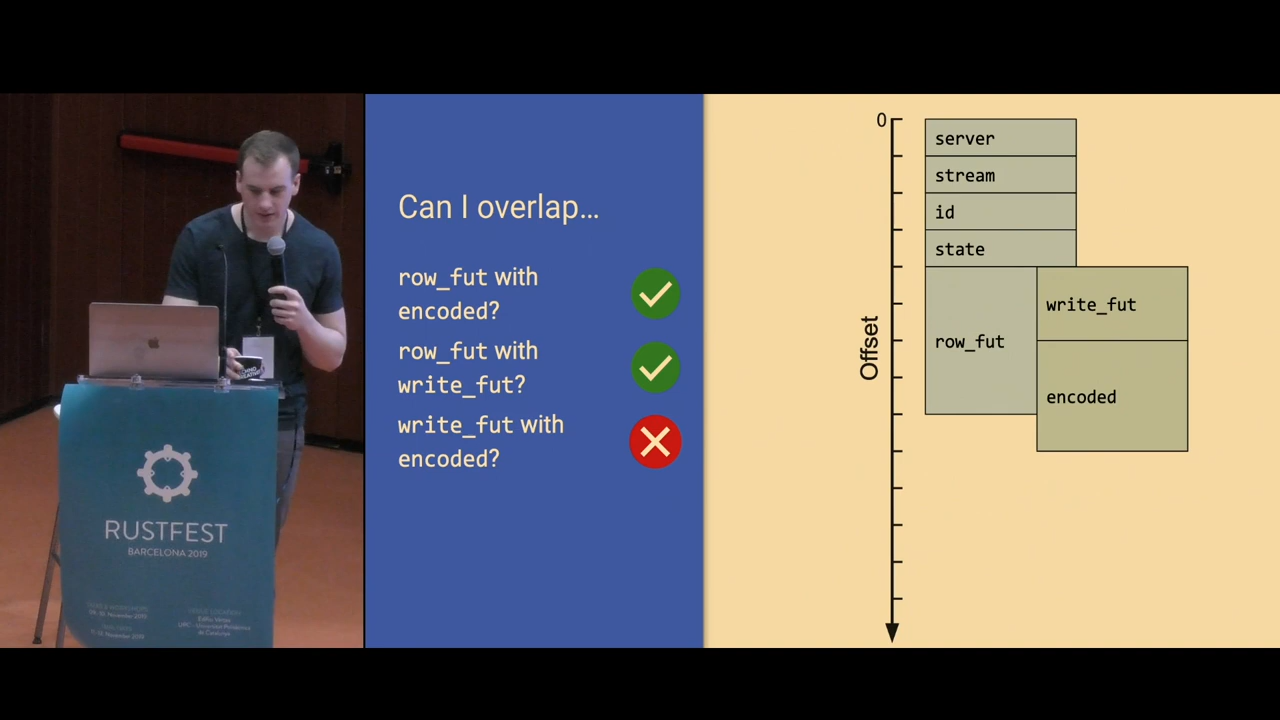 Can I overlap...
row_fut with
encoded?
row_fut with
write_fut?
write_fut with
encoded?
0
Offset
server
stream
id
state
row_fut
write_fut
encoded
RUSTFEST
BARCELONA 2019